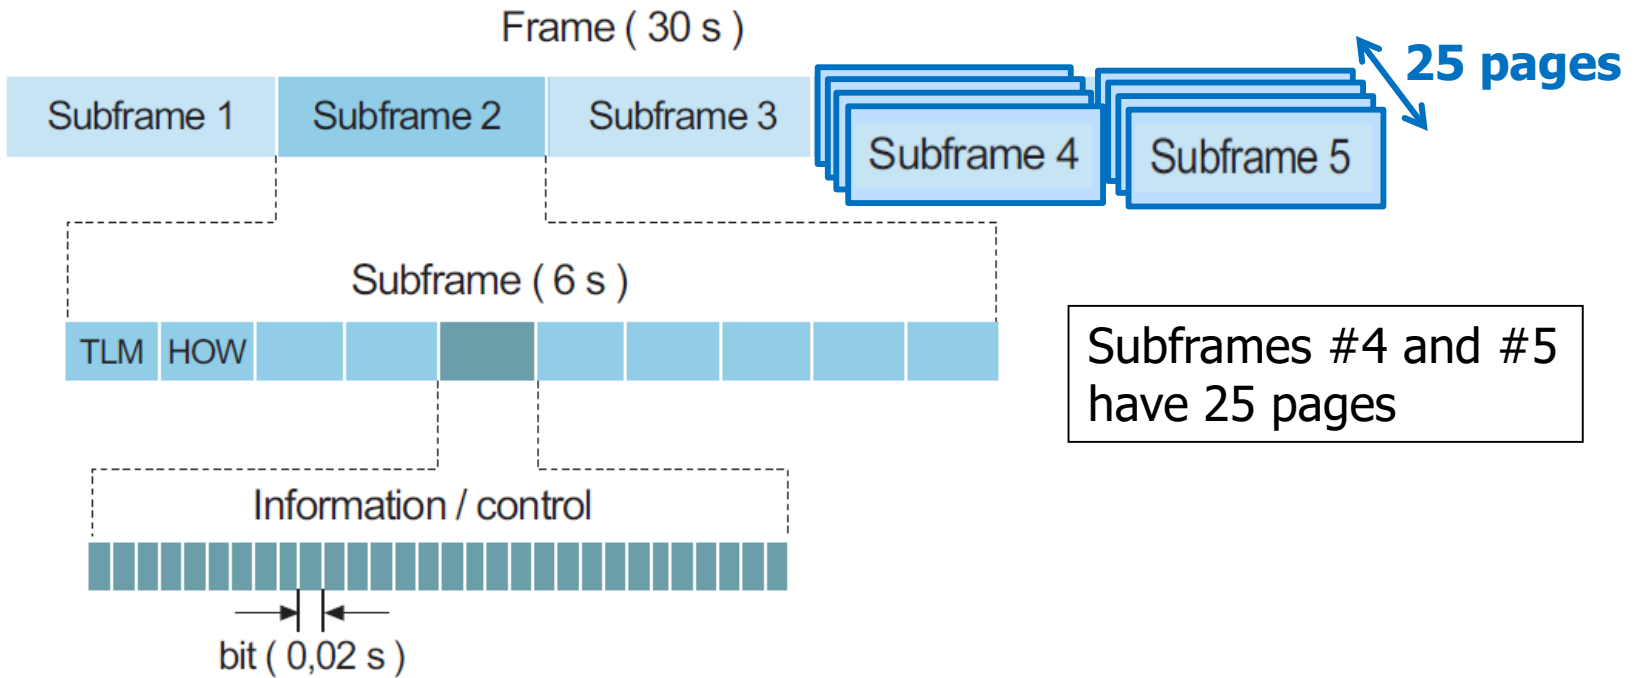 Frame ( 30 s )
25 pages
Subframe 1
Subframe 2
Subframe 3
Subframe 4
Subframe 5
Subframe ( 6 s )
TLM
HOW
Subframes #4 and #5
have 25 pages
Information / control
bit ( 0,02 s )